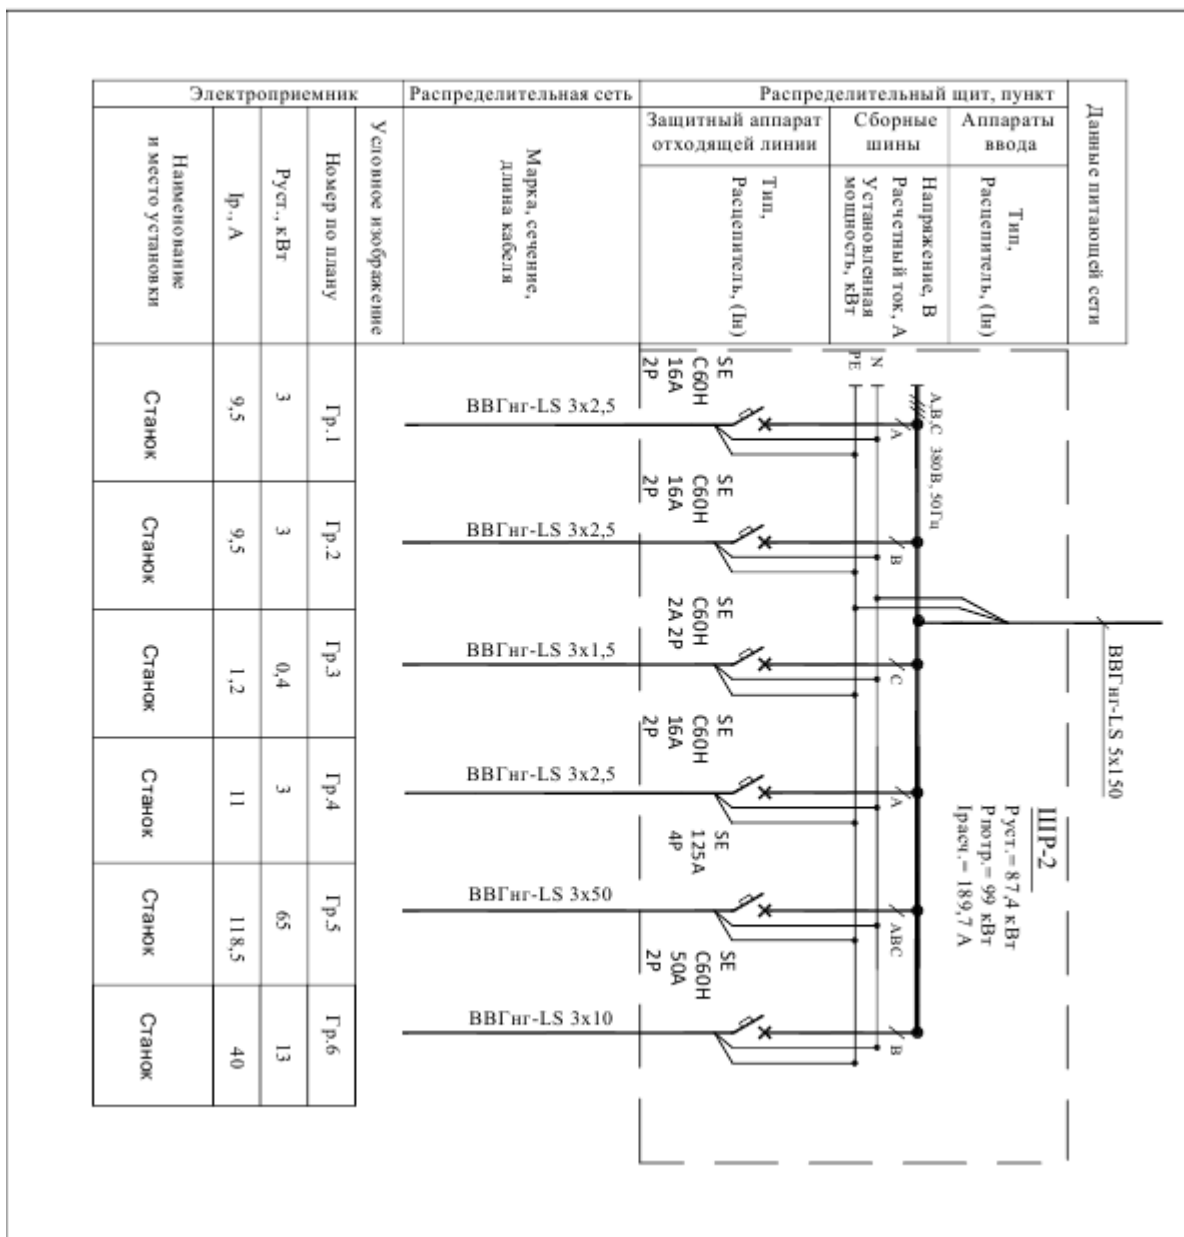 Электроприемник
Распределительная сеть
Распределительный щит, пункт
Данные питающей сети
Защитный аппарат
отходящей линии
Сборные
шины
Аппараты
ввода
Наименование
и место установки
Iр., А
Руст., кВт
Номер по плану
Условное изображение
Марка, сечение,
длина кабеля
Тип,
Расцепитель, (Iн)
Напряжение, В
Расчетный ток, А
Установленная
мощность, кВт
Тип,
Расцепитель, (Iн)
PE
N
A,B,C 380В, 50Гц
Станок
9,5
3
Гр.1
ВВГнг-LS 3х2,5
SE
C60H
16A
2P
A
Станок
9,5
3
Гр.2
ВВГнг-LS 3х2,5
SE
C60H
16A
2P
B
Станок
1,2
0,4
Гр.3
ВВГнг-LS 3х1,5
SE
C60H
2A 2P
C
Станок
11
3
Гр.4
ВВГнг-LS 3х2,5
SE
C60H
16A
2P
A
Станок
118,5
65
Гр.5
ВВГнг-LS 3х50
SE
125A
4P
ABC
Станок
40
13
Гр.6
ВВГнг-LS 3х10
SE
C60H
50A
2P
B
ВВГнг-LS 5х150
ШР-2
Р уст.= 87,4 кВт
Р потр.= 99 кВт
Iрасч.= 189,7 А